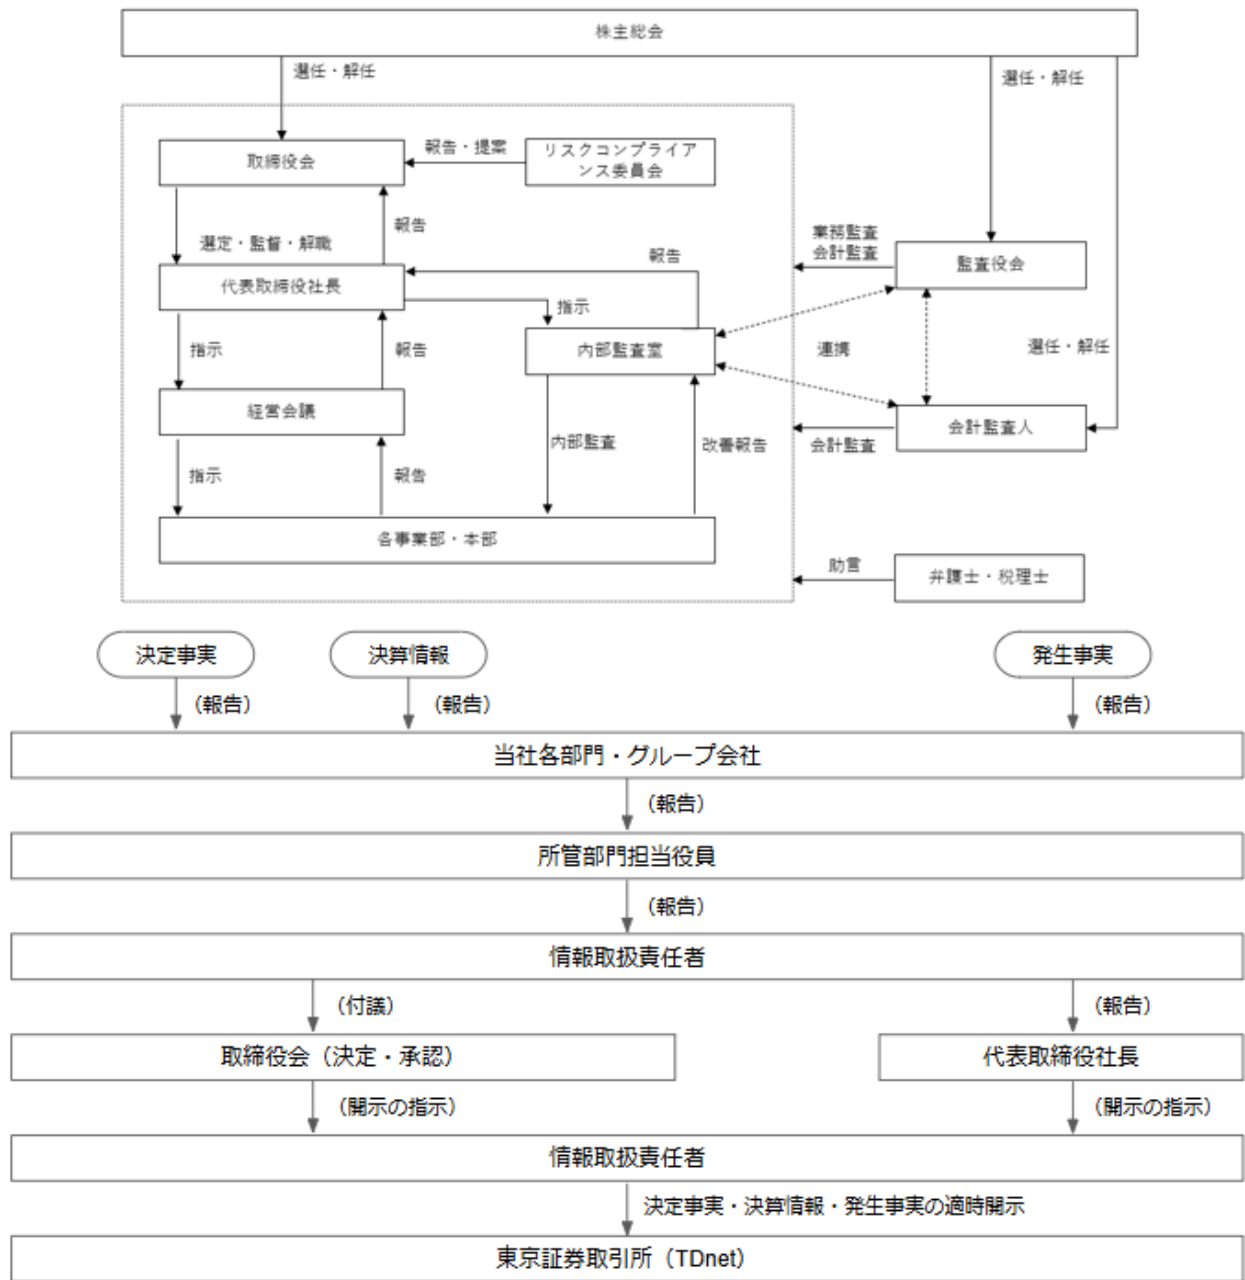 株主総会
選任・解任
選任・解任
取締役会
報告・提案
リスクコンプライア
ンス委員会
報告
選定・監督・解職
業務監査
会計監査
監査役会
代表取締役社長
報告
指示
内部監査室
連携
選任・解任
指示
報告
経営会議
会計監査人
会計監査
内部監査
改善報告
指示
報告
各事業部・本部
助言
弁護士・税理士
決定事実
決算情報
発生事実
（報告）
（報告）
（報告）
当社各部門・グループ会社
（報告）
所管部門担当役員
（報告）
情報取扱責任者
（付議）
（報告）
取締役会（決定・承認）
代表取締役社長
（開示の指示）
（開示の指示）
情報取扱責任者
決定事実・決算情報・発生事実の適時開示
東京証券取引所（TDnet）